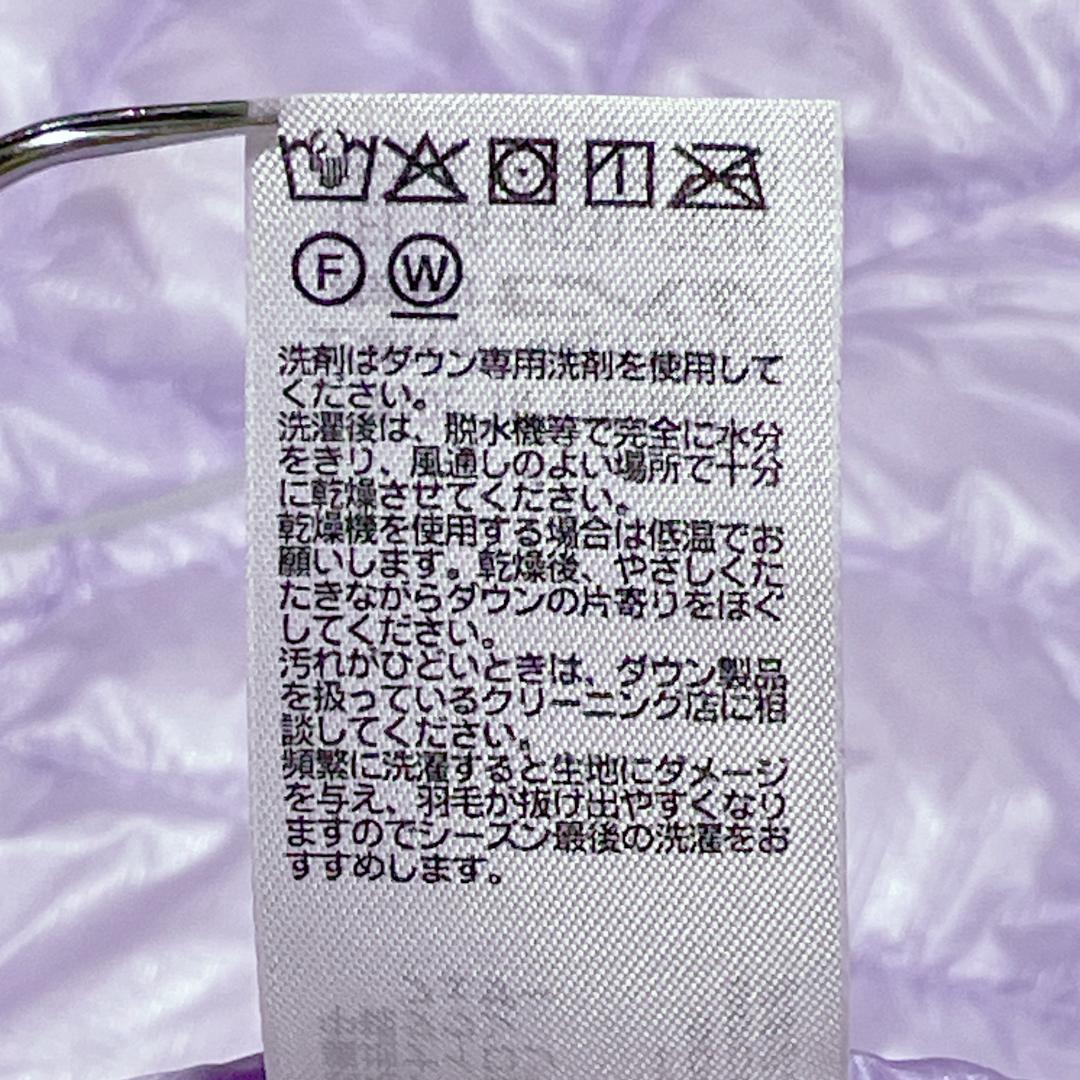 F W
洗剤はダウン専用洗剤を使用して
ください。
洗濯後は、脱水機等で完全に水分
をきり、風通しのよい場所で十分
に乾燥させてください。
乾燥機を使用する場合は低温でお
願いします。乾燥後、やさしくた
たきながらダウンの片寄りをほぐ
してください。
汚れがひどいときは、ダウン製品
を扱っているクリーニング店に相
談してください。
頻繁に洗濯すると生地にダメージ
を与え、羽毛が抜け出やすくなり
ますのでシーズン最後の洗濯をお
すすめします。